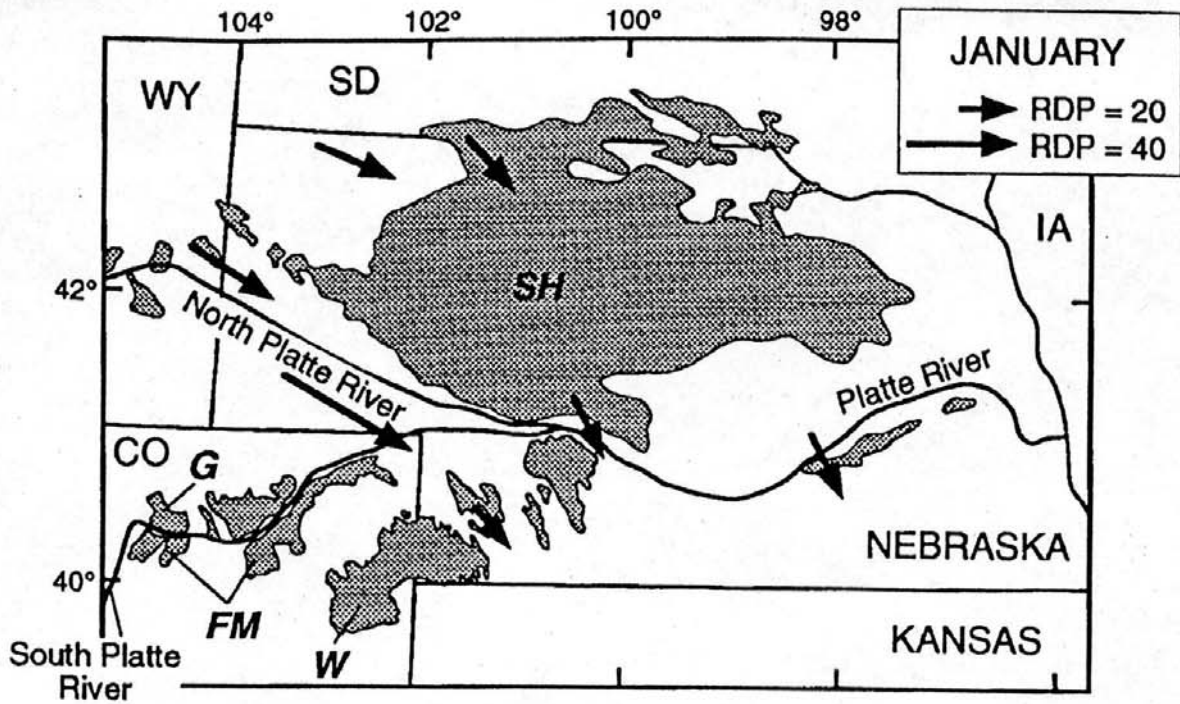 104°
102°
100°
98°
JANUARY
RDP = 20
RDP = 40
WY
SD
IA
SH
42°
North Platte River
Platte River
CO
G
NEBRASKA
40°
FM
W
KANSAS
South Platte
River